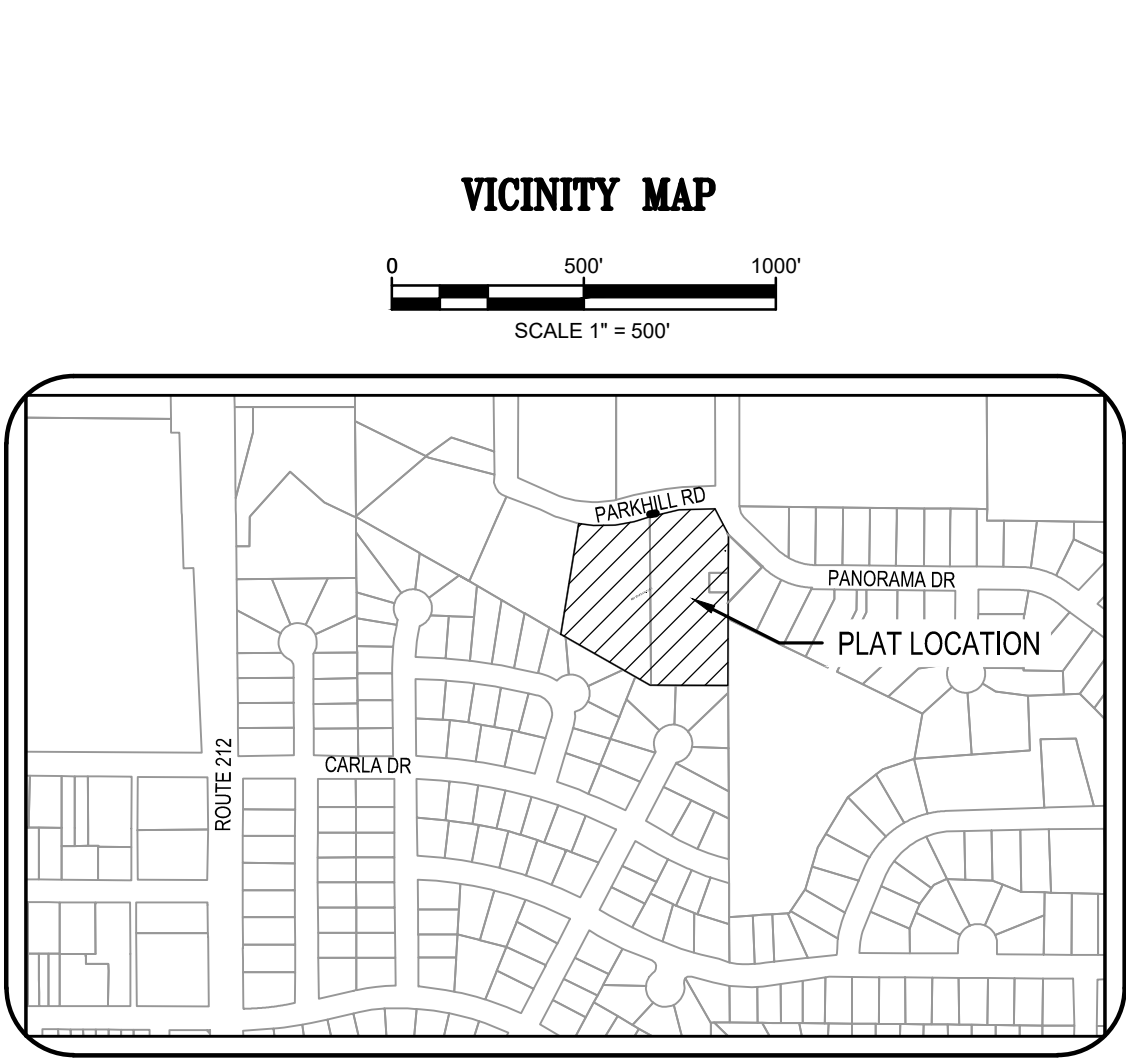 VICINITY MAP
0 500' 1000'
SCALE 1" = 500'
PARKHILL RD
PANORAMA DR
PLAT LOCATION
ROUTE 212
CARLA DR